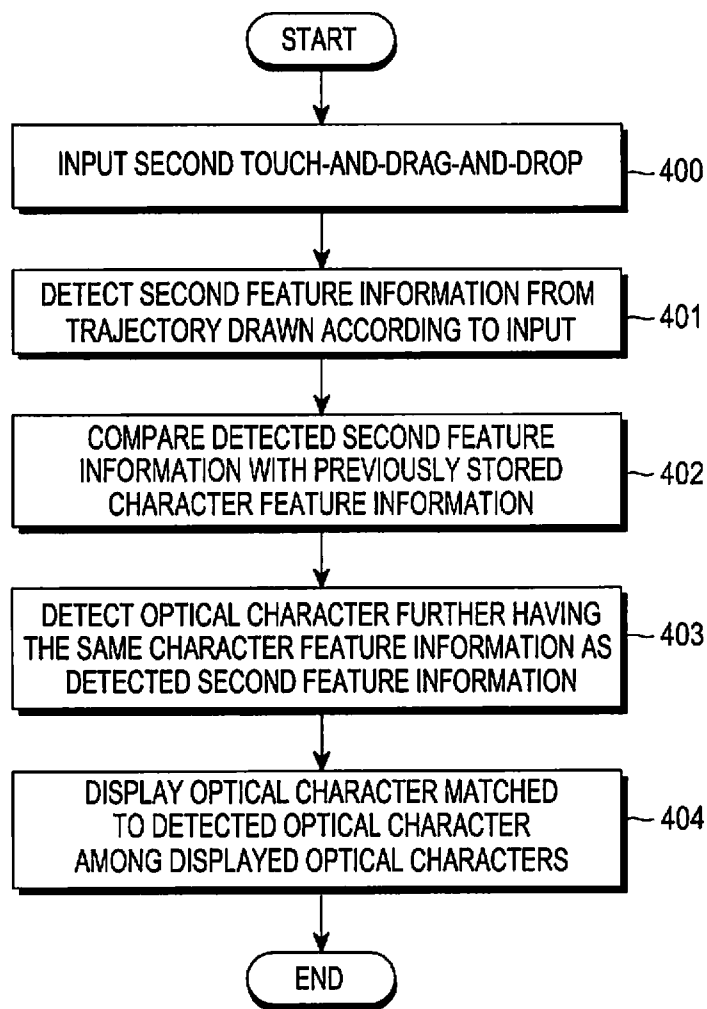 START
INPUT SECOND TOUCH-AND-DRAG-AND-DROP
400
DETECT SECOND FEATURE INFORMATION FROM
TRAJECTORY DRAWN ACCORDING TO INPUT
401
COMPARE DETECTED SECOND FEATURE
INFORMATION WITH PREVIOUSLY STORED
CHARACTER FEATURE INFORMATION
402
DETECT OPTICAL CHARACTER FURTHER HAVING
THE SAME CHARACTER FEATURE INFORMATION AS
DETECTED SECOND FEATURE INFORMATION
403
DISPLAY OPTICAL CHARACTER MATCHED
TO DETECTED OPTICAL CHARACTER
AMONG DISPLAYED OPTICAL CHARACTERS
404
END